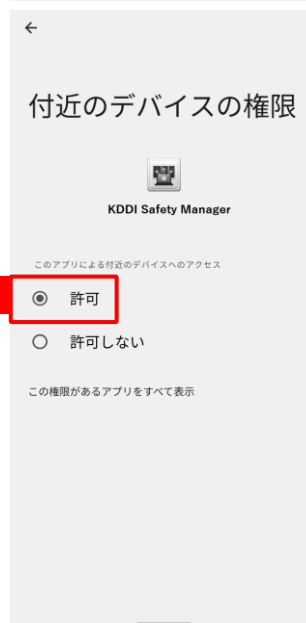 付近のデバイスの権限
KDDI Safety Manager
このアプリによる付近のデバイスへのアクセス
許可
許可しない
この権限があるアプリをすべて表示